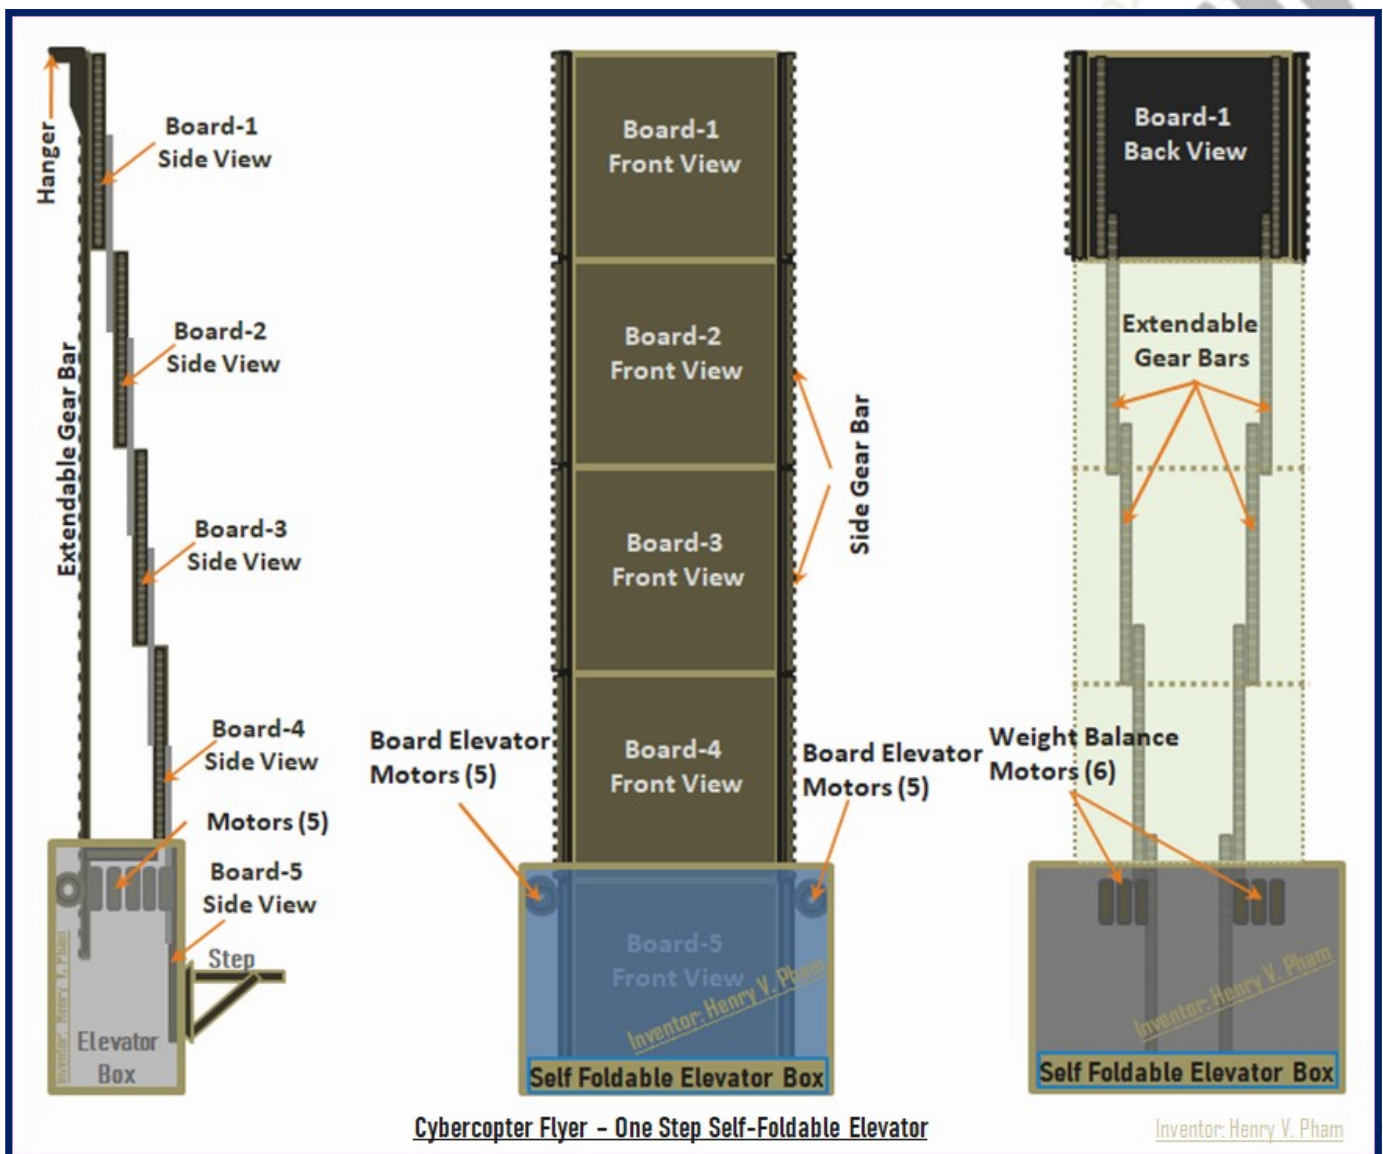 Hanger
Board-1
Side View
Extendable Gear Bar
Board-2
Side View
Board-3
Side View
Board-4
Side View
Motors (5)
Board-5
Side View
Step
Inventor: Henry V. Pham
Elevator
Box
Board-1
Front View
Board-2
Front View
Side Gear Bar
Board-3
Front View
Board Elevator
Motors (5)
Board-4
Front View
Board Elevator
Motors (5)
Board-5
Front View
Inventor: Henry V. Pham
Self Foldable Elevator Box
Board-1
Back View
Extendable
Gear Bars
Weight Balance
Motors (6)
Inventor: Henry V. Pham
Self Foldable Elevator Box
Cybercopter Flyer – One Step Self-Foldable Elevator
Inventor: Henry V. Pham